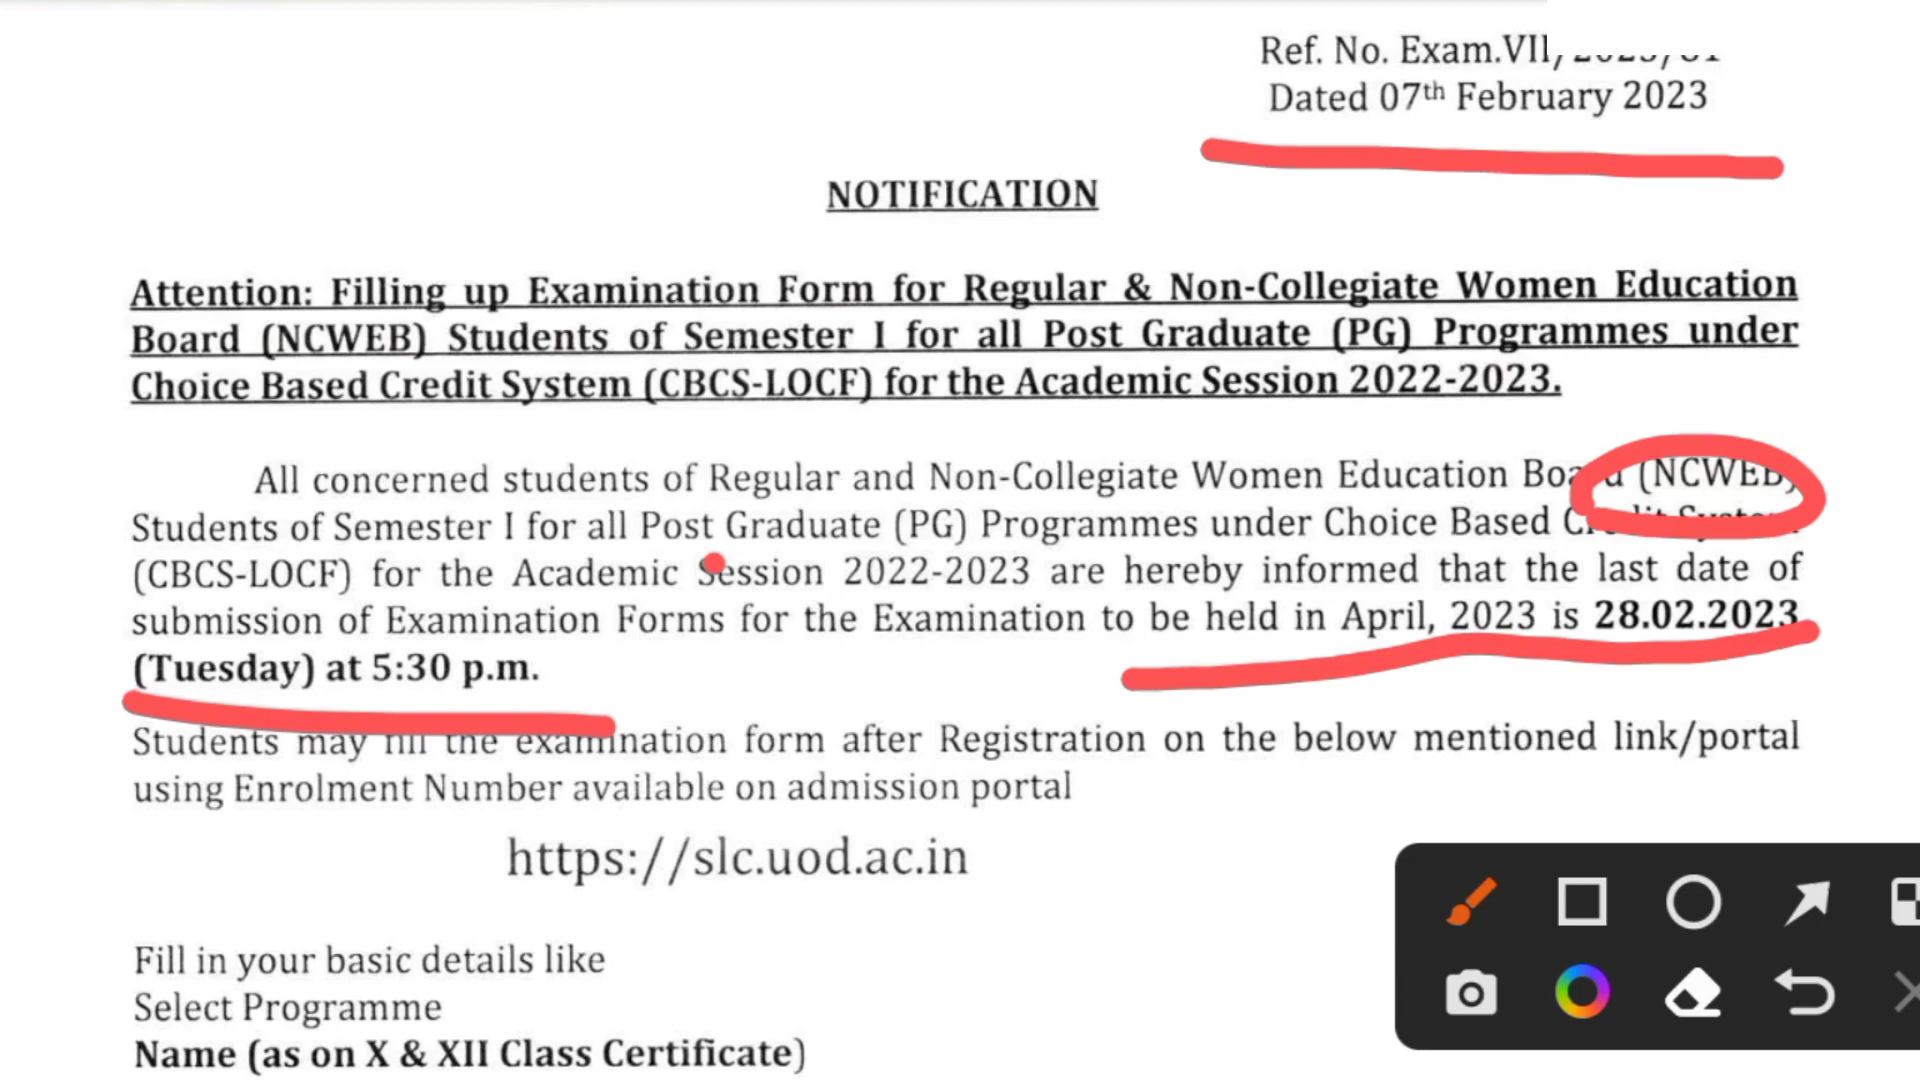 Ref. No. Exam.VII/2023/
Dated 07th February 2023
NOTIFICATION
Attention: Filling up Examination Form for Regular & Non-Collegiate Women Education
Board (NCWEB) Students of Semester I for all Post Graduate (PG) Programmes under
Choice Based Credit System (CBCS-LOCF) for the Academic Session 2022-2023.
All concerned students of Regular and Non-Collegiate Women Education Board (NCWEB)
Students of Semester I for all Post Graduate (PG) Programmes under Choice Based Credit System
(CBCS-LOCF) for the Academic Session 2022-2023 are hereby informed that the last date of
submission of Examination Forms for the Examination to be held in April, 2023 is 28.02.2023
(Tuesday) at 5:30 p.m.
Students may fill the examination form after Registration on the below mentioned link/portal
using Enrolment Number available on admission portal
https://slc.uod.ac.in
Fill in your basic details like
Select Programme
Name (as on X & XII Class Certificate)